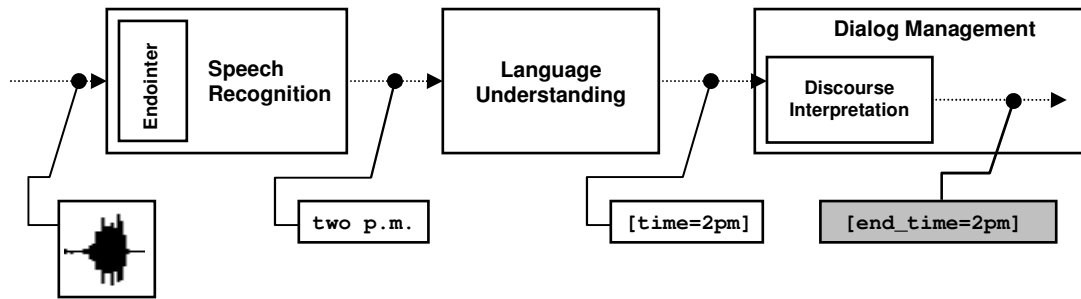 Endointer
Speech
Recognition
Language
Understanding
Dialog Management
Discourse
Interpretation
two p.m.
[time=2pm]
[end_time=2pm]